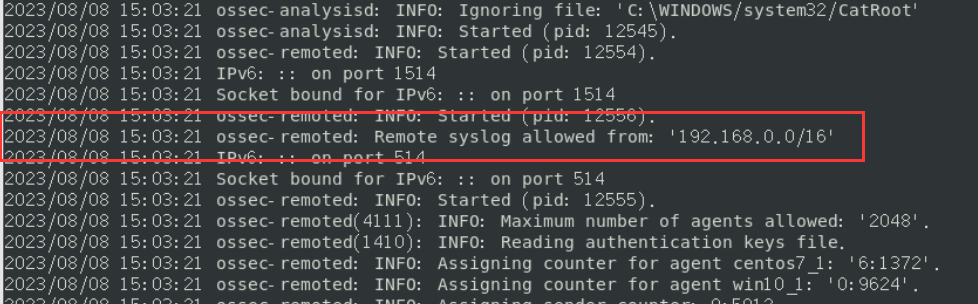 2023/08/08 15:03:21 ossec-analysisd: INFO: Ignoring file: 'C:\WINDOWS/system32/CatRoot'
2023/08/08 15:03:21 ossec-analysisd: INFO: Started (pid: 12545).
2023/08/08 15:03:21 ossec-remoted: INFO: Started (pid: 12554).
2023/08/08 15:03:21 IPv6: :: on port 1514
2023/08/08 15:03:21 Socket bound for IPv6: :: on port 1514
2023/08/08 15:03:21 ossec-remoted: INFO: Started (pid: 12556).
2023/08/08 15:03:21 ossec-remoted: Remote syslog allowed from: '192.168.0.0/16'
2023/08/08 15:03:21 IPv6: :: on port 514
2023/08/08 15:03:21 Socket bound for IPv6: :: on port 514
2023/08/08 15:03:21 ossec-remoted: INFO: Started (pid: 12555).
2023/08/08 15:03:21 ossec-remoted(4111): INFO: Maximum number of agents allowed: '2048'.
2023/08/08 15:03:21 ossec-remoted(1410): INFO: Reading authentication keys file.
2023/08/08 15:03:21 ossec-remoted: INFO: Assigning counter for agent centos7_1: '6:1372'.
2023/08/08 15:03:21 ossec-remoted: INFO: Assigning counter for agent win10_1: '0:9624'.
2023/08/08 15:03:21 ossec-remoted: INFO: Assigning sender counter: